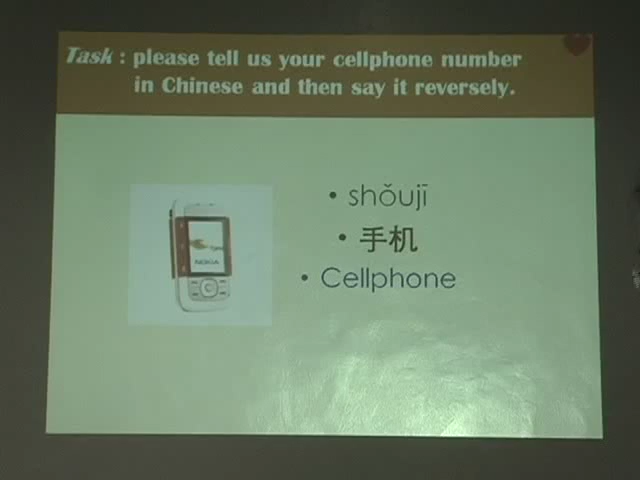 Task : please tell us your cellphone number
in Chinese and then say it reversely.
• shǒujī
• 手机
• Cellphone
NOKIA